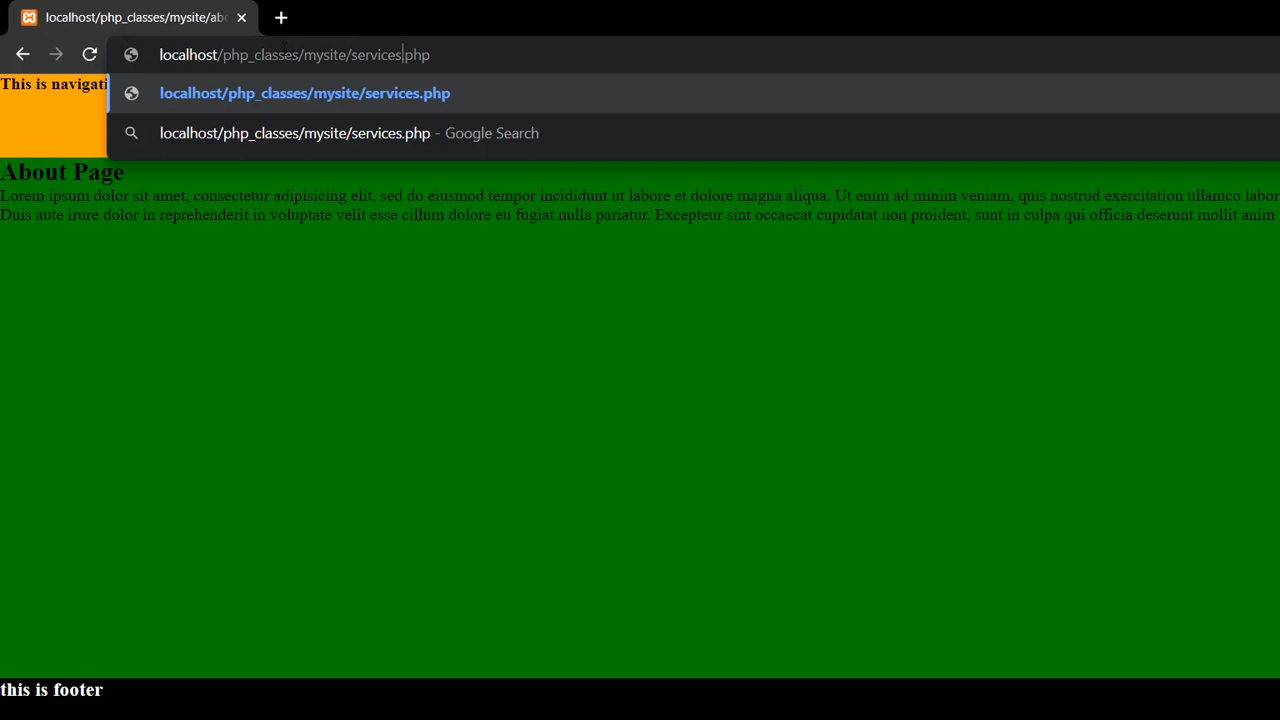 localhost/php_classes/mysite/abo
localhost/php_classes/mysite/services.php
localhost/php_classes/mysite/services.php
localhost/php_classes/mysite/services.php - Google Search
This is navigati
About Page
Lorem ipsum dolor sit amet, consectetur adipisicing elit, sed do eiusmod tempor incididunt ut labore et dolore magna aliqua. Ut enim ad minim veniam, quis nostrud exercitation ullamco labor
Duis aute irure dolor in reprehenderit in voluptate velit esse cillum dolore eu fugiat nulla pariatur. Excepteur sint occaecat cupidatat non proident, sunt in culpa qui officia deserunt mollit anim
this is footer